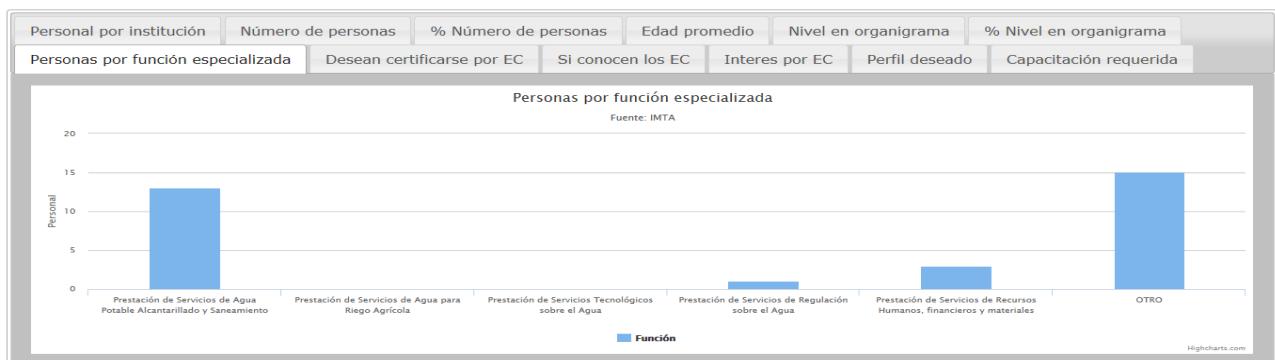 Personal por institución
Número de personas
% Número de personas
Edad promedio
Nivel en organigrama
% Nivel en organigrama
Personas por función especializada
Desean certificarse por EC
Si conocen los EC
Interes por EC
Perfil deseado
Capacitación requerida
Personas por función especializada
Fuente: IMTA
20
15
10
5
0
Personal
Prestación de Servicios de Agua
Potable Alcantarillado y Saneamiento
Prestación de Servicios de Agua para
Riego Agrícola
Prestación de Servicios Tecnológicos
sobre el Agua
Prestación de Servicios de Regulación
sobre el Agua
Prestación de Servicios de Recursos
Humanos, financieros y materiales
OTRO
Función
Highcharts.com